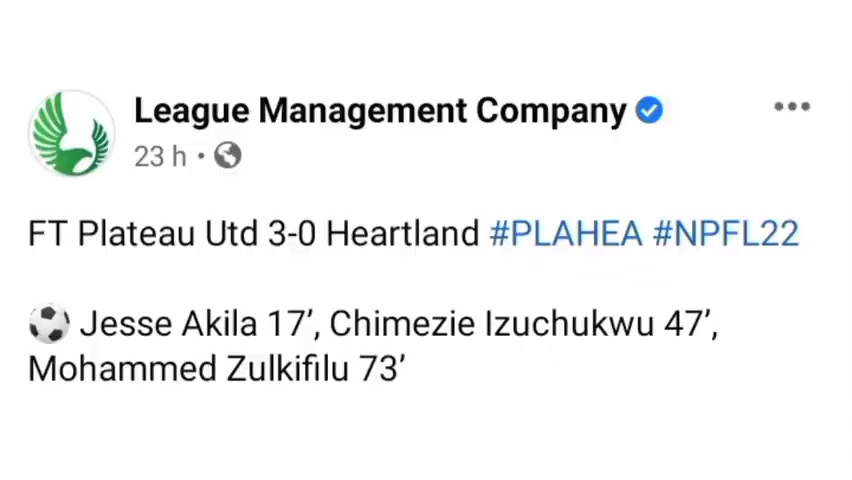 League Management Company
23 h •
FT Plateau Utd 3-0 Heartland #PLAHEA #NPFL22
⚽ Jesse Akila 17’, Chimezie Izuchukwu 47’,
Mohammed Zulkifilu 73’